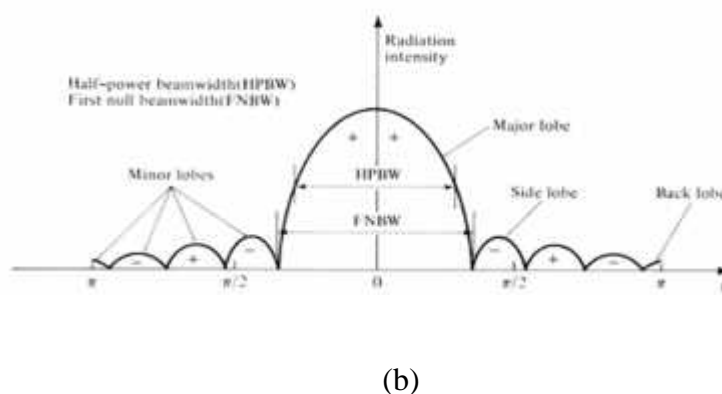 Radiation
intensity
Half-power beamwidth(HPBW)
First null beamwidth(FNBW)
Major lobe
Minor lobes
HPBW
Side lobe
Back lobe
FNBW
+ +
− + − − + −
π π/2 0 π/2 π
(b)